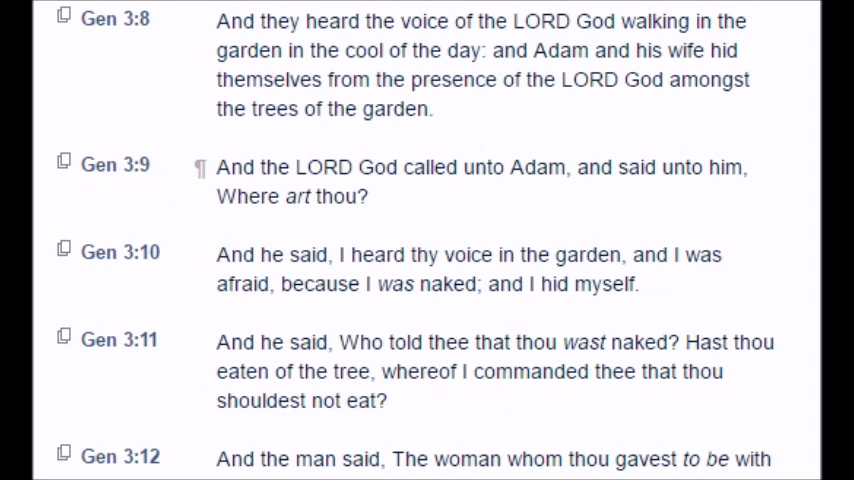 Gen 3:8 And they heard the voice of the LORD God walking in the
garden in the cool of the day: and Adam and his wife hid
themselves from the presence of the LORD God amongst
the trees of the garden.
Gen 3:9 ¶ And the LORD God called unto Adam, and said unto him,
Where art thou?
Gen 3:10 And he said, I heard thy voice in the garden, and I was
afraid, because I was naked; and I hid myself.
Gen 3:11 And he said, Who told thee that thou wast naked? Hast thou
eaten of the tree, whereof I commanded thee that thou
shouldest not eat?
Gen 3:12 And the man said, The woman whom thou gavest to be with